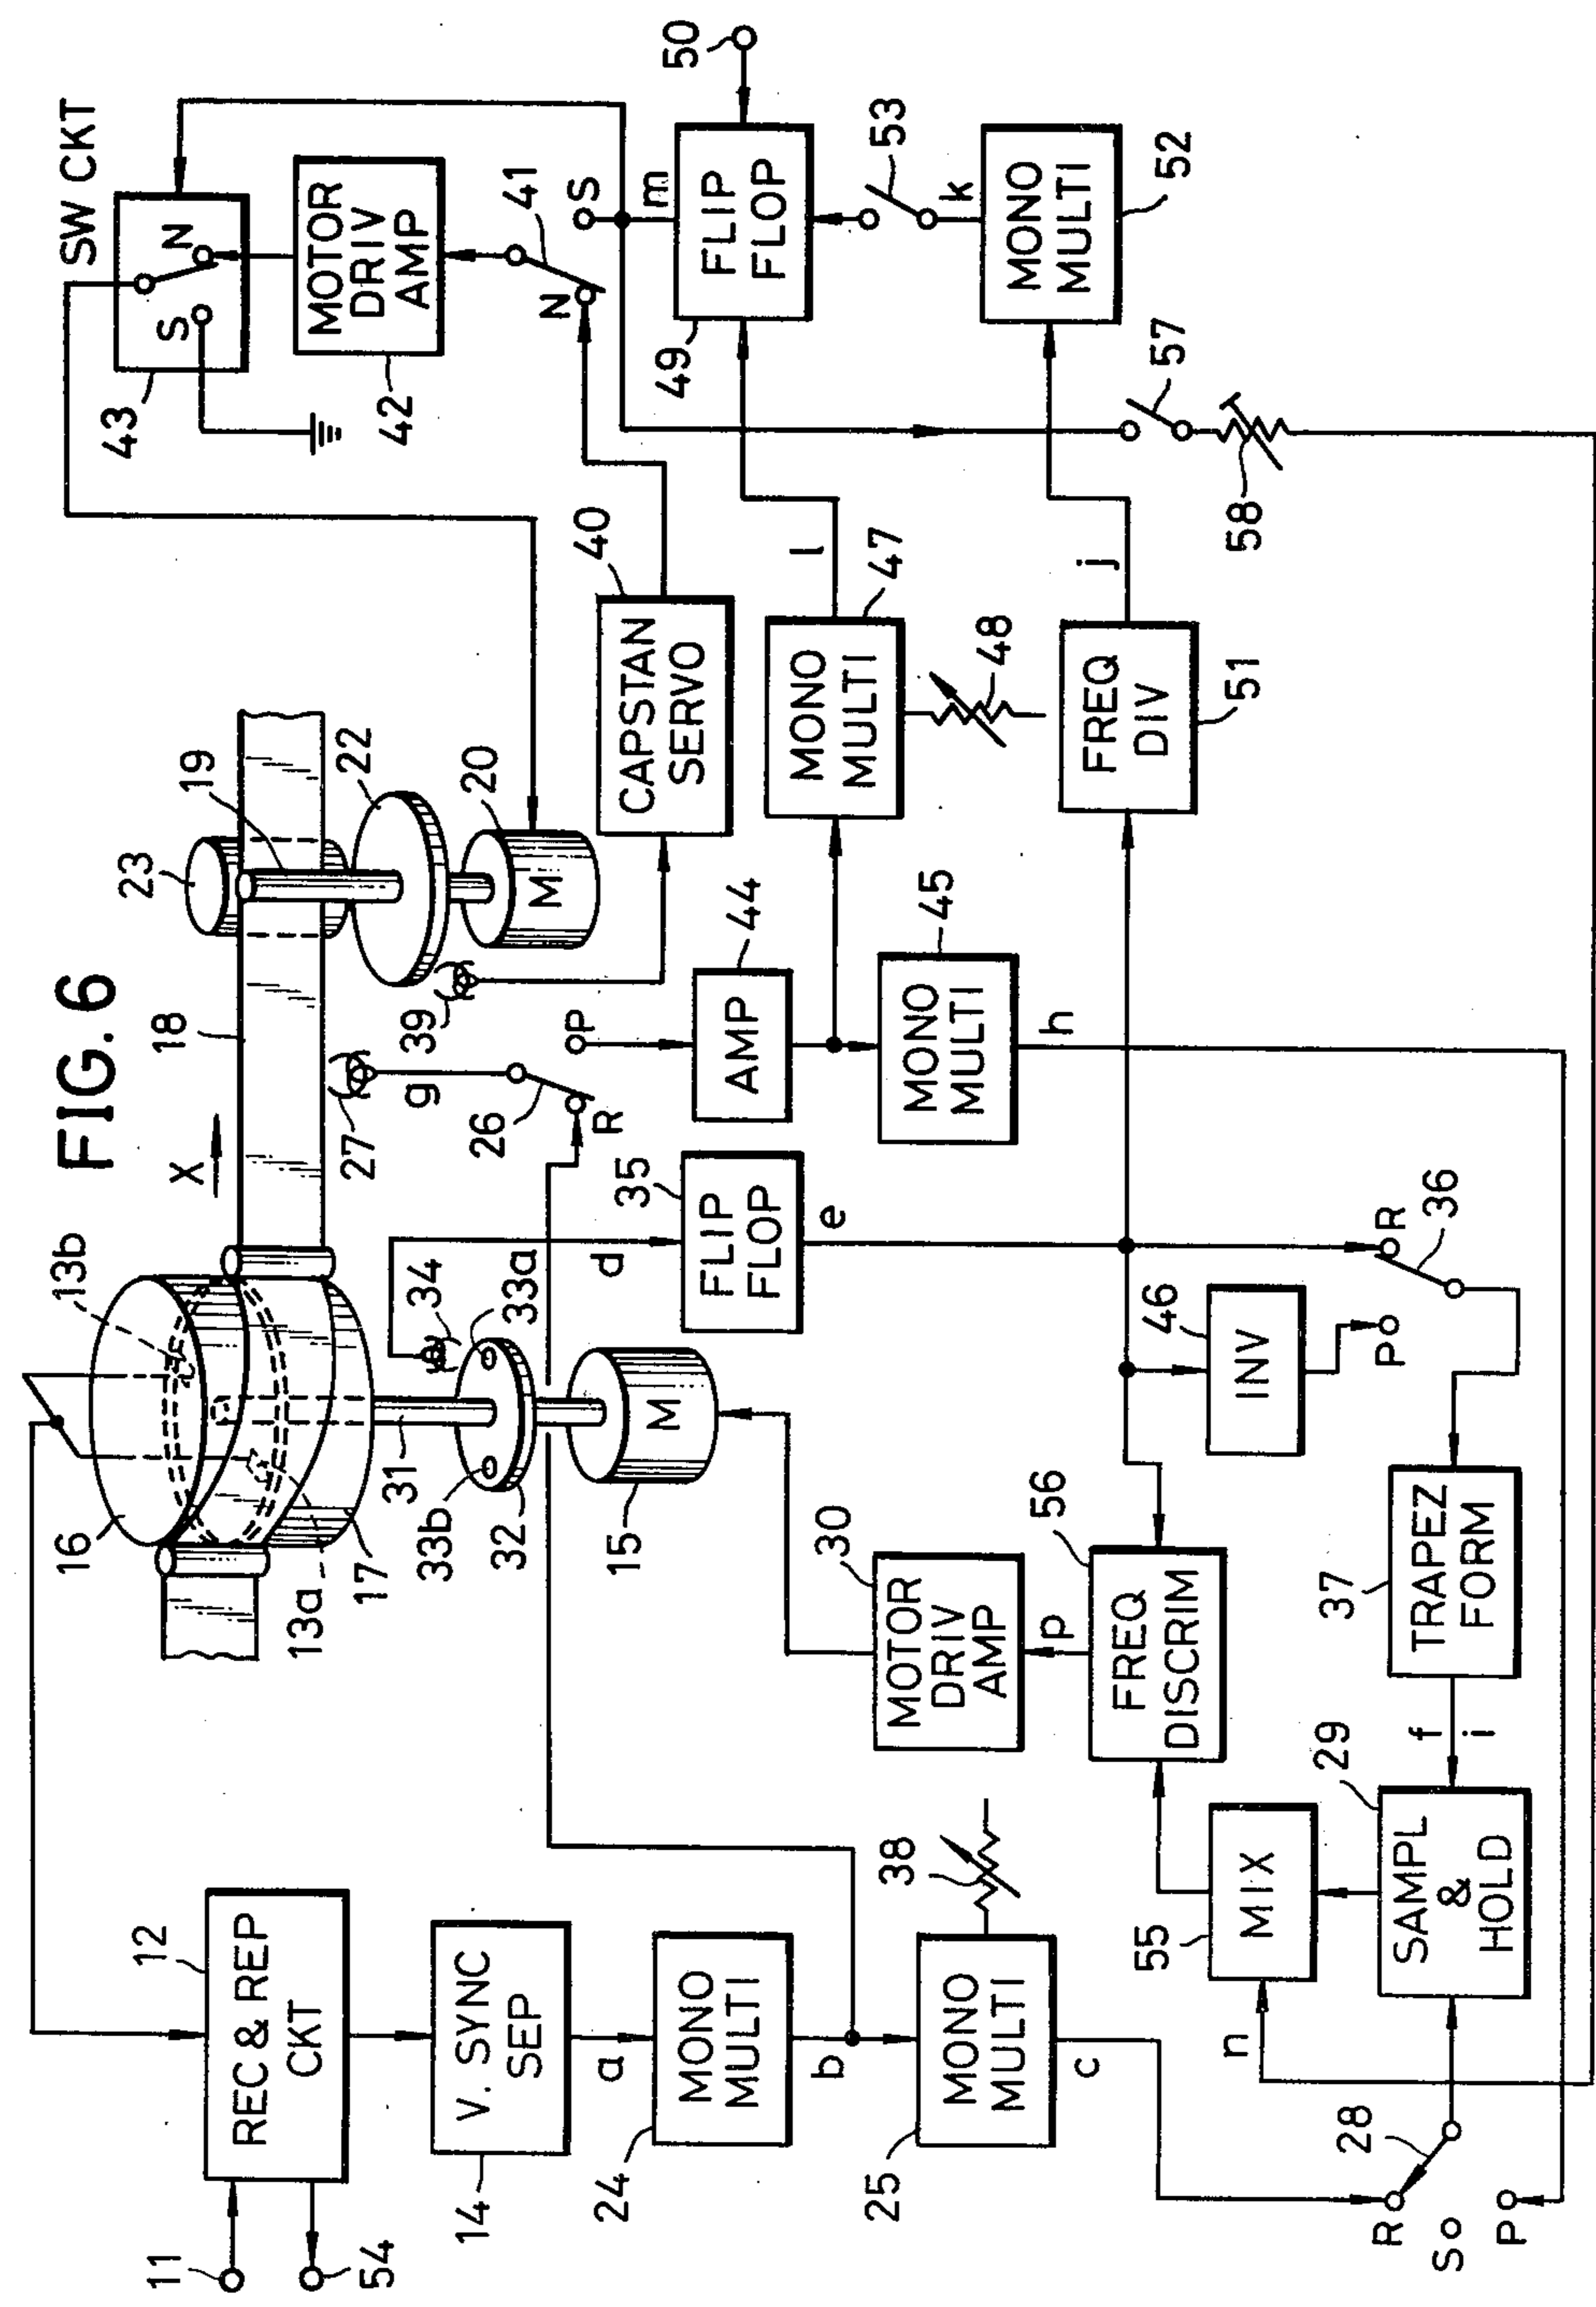 FIG. 6
11
54
12
REC & REP
CKT
14
V. SYNC
SEP
a
24
MONO
MULTI
b
25
MONO
MULTI
38
c
R
S
P
28
16
13b
13a
17
31
33b
33a
32
34
15
M
d
35
FLIP
FLOP
e
30
MOTOR
DRIV
AMP
p
56
FREQ
DISCRIM
46
INV
P
R
36
37
TRAPEZ
FORM
f
i
29
SAMPL
&
HOLD
55
MIX
n
X
18
27
g
26
R
P
39
23
19
22
20
M
44
AMP
45
MONO
MULTI
h
40
CAPSTAN
SERVO
47
MONO
MULTI
48
l
51
FREQ
DIV
j
SW CKT
43
S
N
42
MOTOR
DRIV
AMP
41
N
S
m
49
FLIP
FLOP
50
53
k
52
MONO
MULTI
57
58